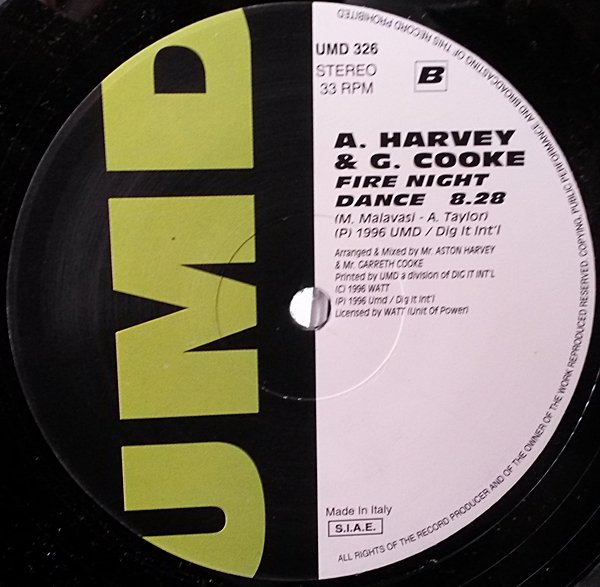 UMD
UMD 326
STEREO
33 RPM
B
A. HARVEY
& G. COOKE
FIRE NIGHT
DANCE 8.28
(M. Malavasi - A. Taylor)
(P) 1996 UMD / Dig It Int'l
Arranged & Mixed by Mr. ASTON HARVEY
& Mr. GARRETH COOKE
Printed by UMD a division of DIG IT INT'L
(C) 1996 WATT
(P) 1996 Umd / Dig It Int'l
Licensed by WATT (Unit Of Power)
Made In Italy
S.I.A.E.
ALL RIGHTS OF THE RECORD PRODUCER AND OF THE OWNER OF THE WORK REPRODUCED RESERVED. COPYING, PUBLIC PERFORMANCE AND BROADCASTING OF THIS RECORD PROHIBITED